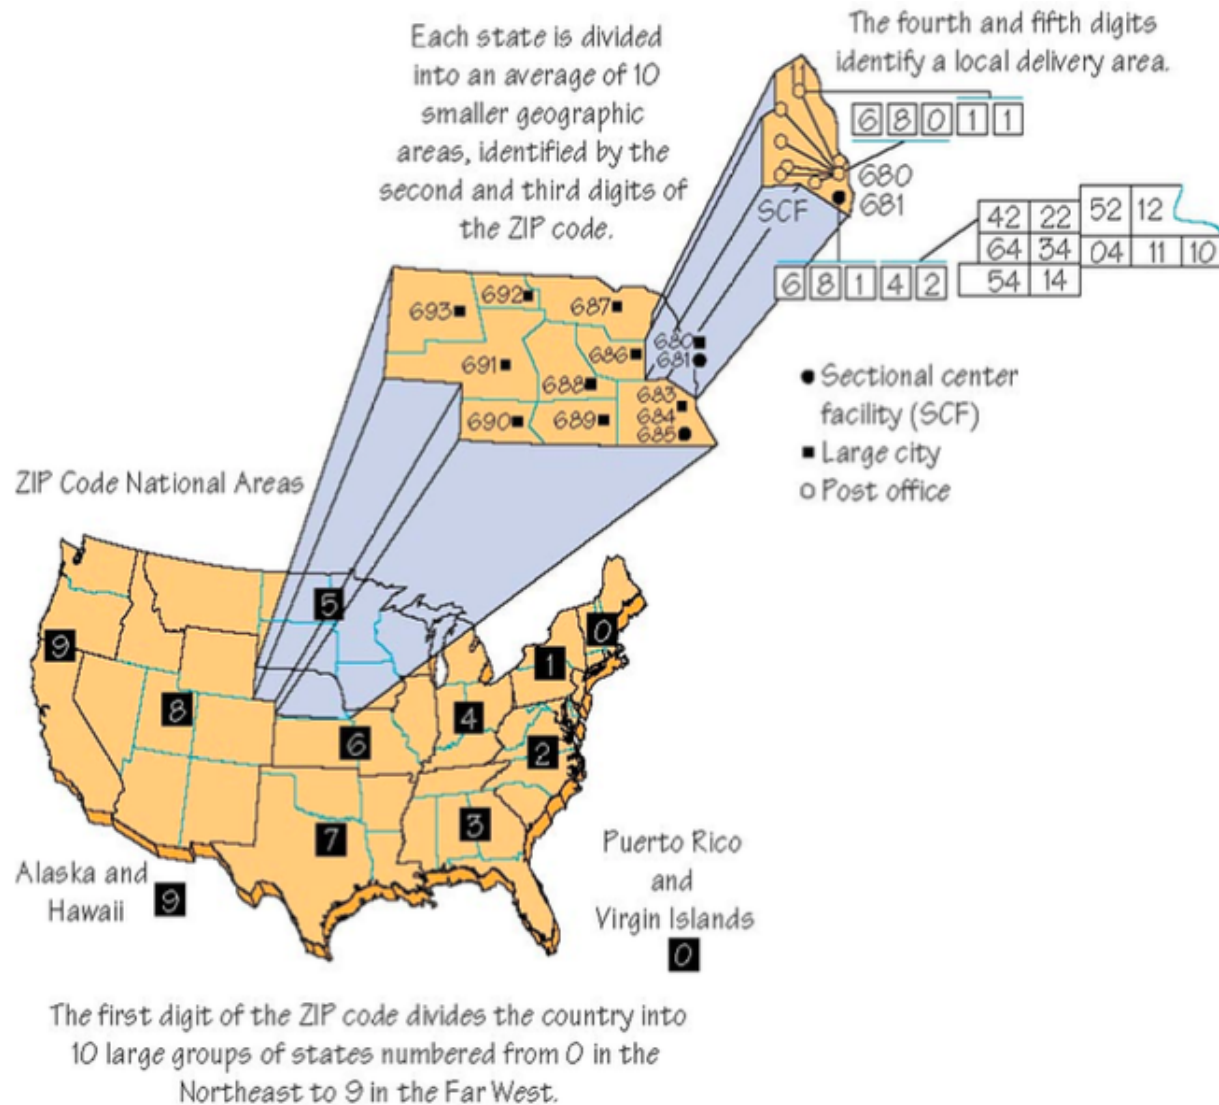 Each state is divided
into an average of 10
smaller geographic
areas, identified by the
second and third digits of
the ZIP code.
The fourth and fifth digits
identify a local delivery area.
6 8 0 1 1
680
681
SCF
42 22 52 12
64 34 04 11 10
54 14
6 8 1 4 2
693
692
687
680
681
686
691
688
683
684
685
690
689
Sectional center
facility (SCF)
Large city
Post office
ZIP Code National Areas
5
0
9
1
8
4
6
2
7
3
Alaska and
Hawaii 9
Puerto Rico
and
Virgin Islands
0
The first digit of the ZIP code divides the country into
10 large groups of states numbered from 0 in the
Northeast to 9 in the Far West.